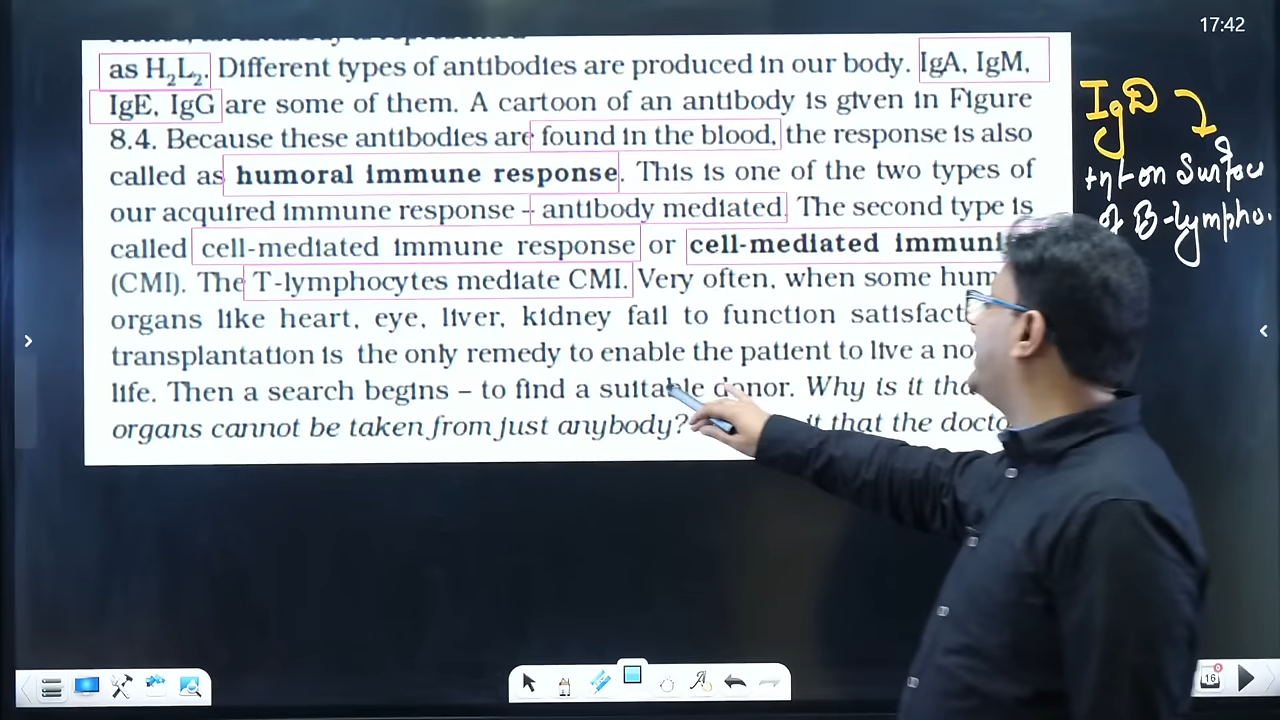 17:42
as H₂L₂. Different types of antibodies are produced in our body. IgA, IgM,
IgE, IgG are some of them. A cartoon of an antibody is given in Figure
8.4. Because these antibodies are found in the blood, the response is also
called as humoral immune response. This is one of the two types of
our acquired immune response – antibody mediated. The second type is
called cell-mediated immune response or cell-mediated immuni
(CMI). The T-lymphocytes mediate CMI. Very often, when some hum
organs like heart, eye, liver, kidney fail to function satisfact
transplantation is the only remedy to enable the patient to live a no
life. Then a search begins – to find a suitable donor. Why is it tha
organs cannot be taken from just anybody? it that the docto
IgD
on Surface
of B-lympho.
16